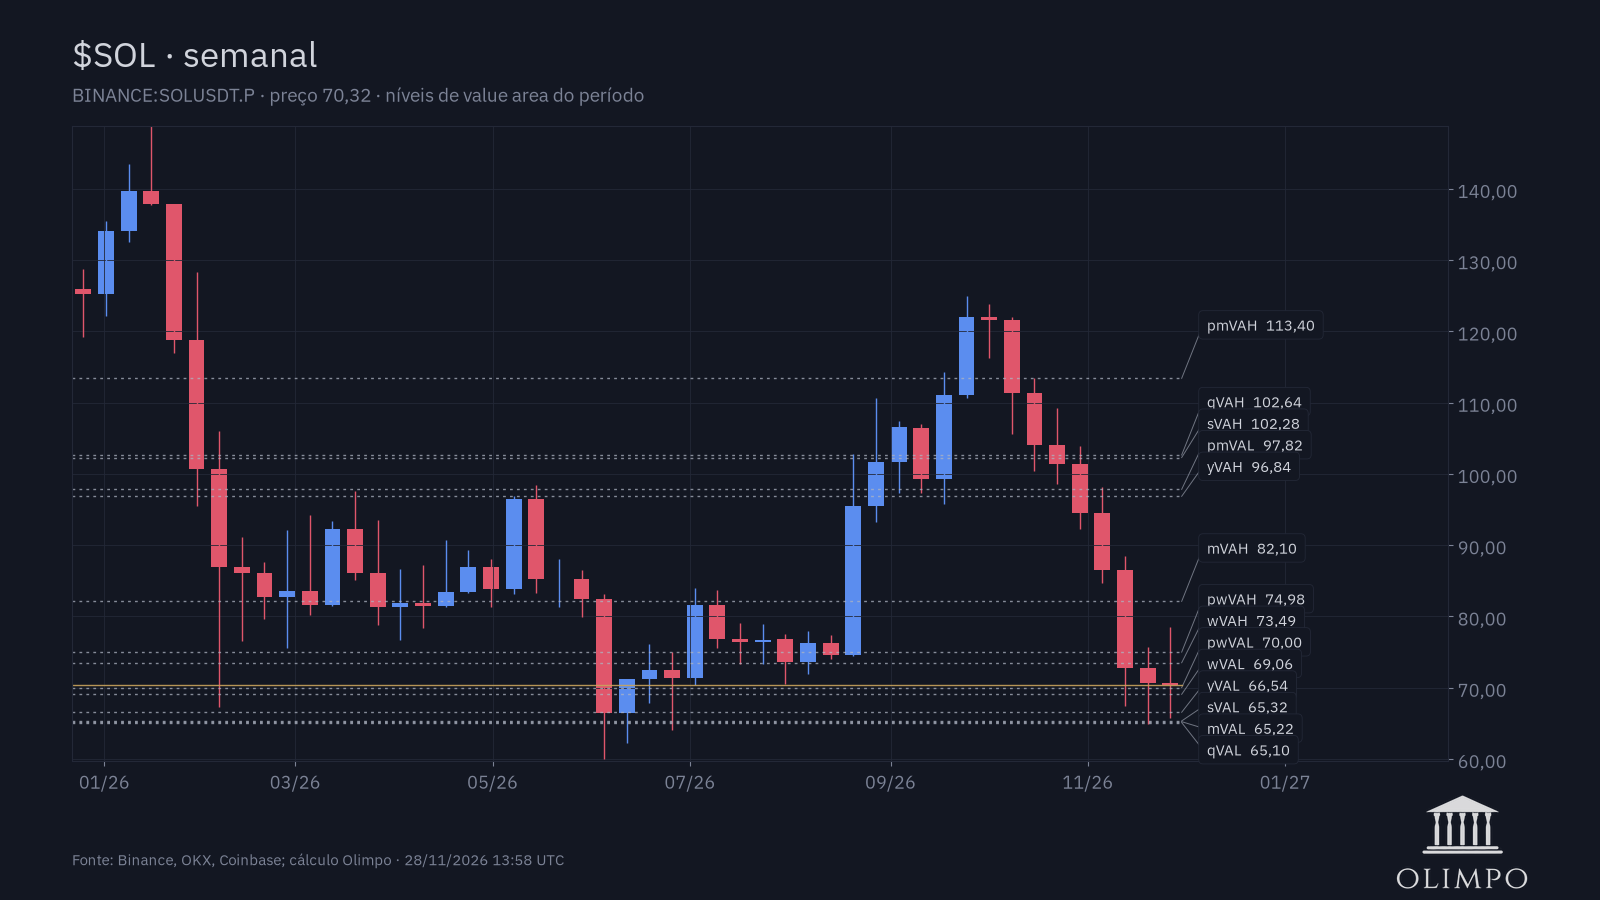 $SOL · semanal
BINANCE:SOLUSDT.P · preço 70,32 · níveis de value area do período
140,00
130,00
120,00
110,00
100,00
90,00
80,00
70,00
60,00
pmVAH 113,40
qVAH 102,64
sVAH 102,28
pmVAL 97,82
yVAH 96,84
mVAH 82,10
pwVAH 74,98
wVAH 73,49
pwVAL 70,00
wVAL 69,06
yVAL 66,54
sVAL 65,32
mVAL 65,22
qVAL 65,10
01/26 03/26 05/26 07/26 09/26 11/26 01/27
Fonte: Binance, OKX, Coinbase; cálculo Olimpo · 28/11/2026 13:58 UTC
OLIMPO